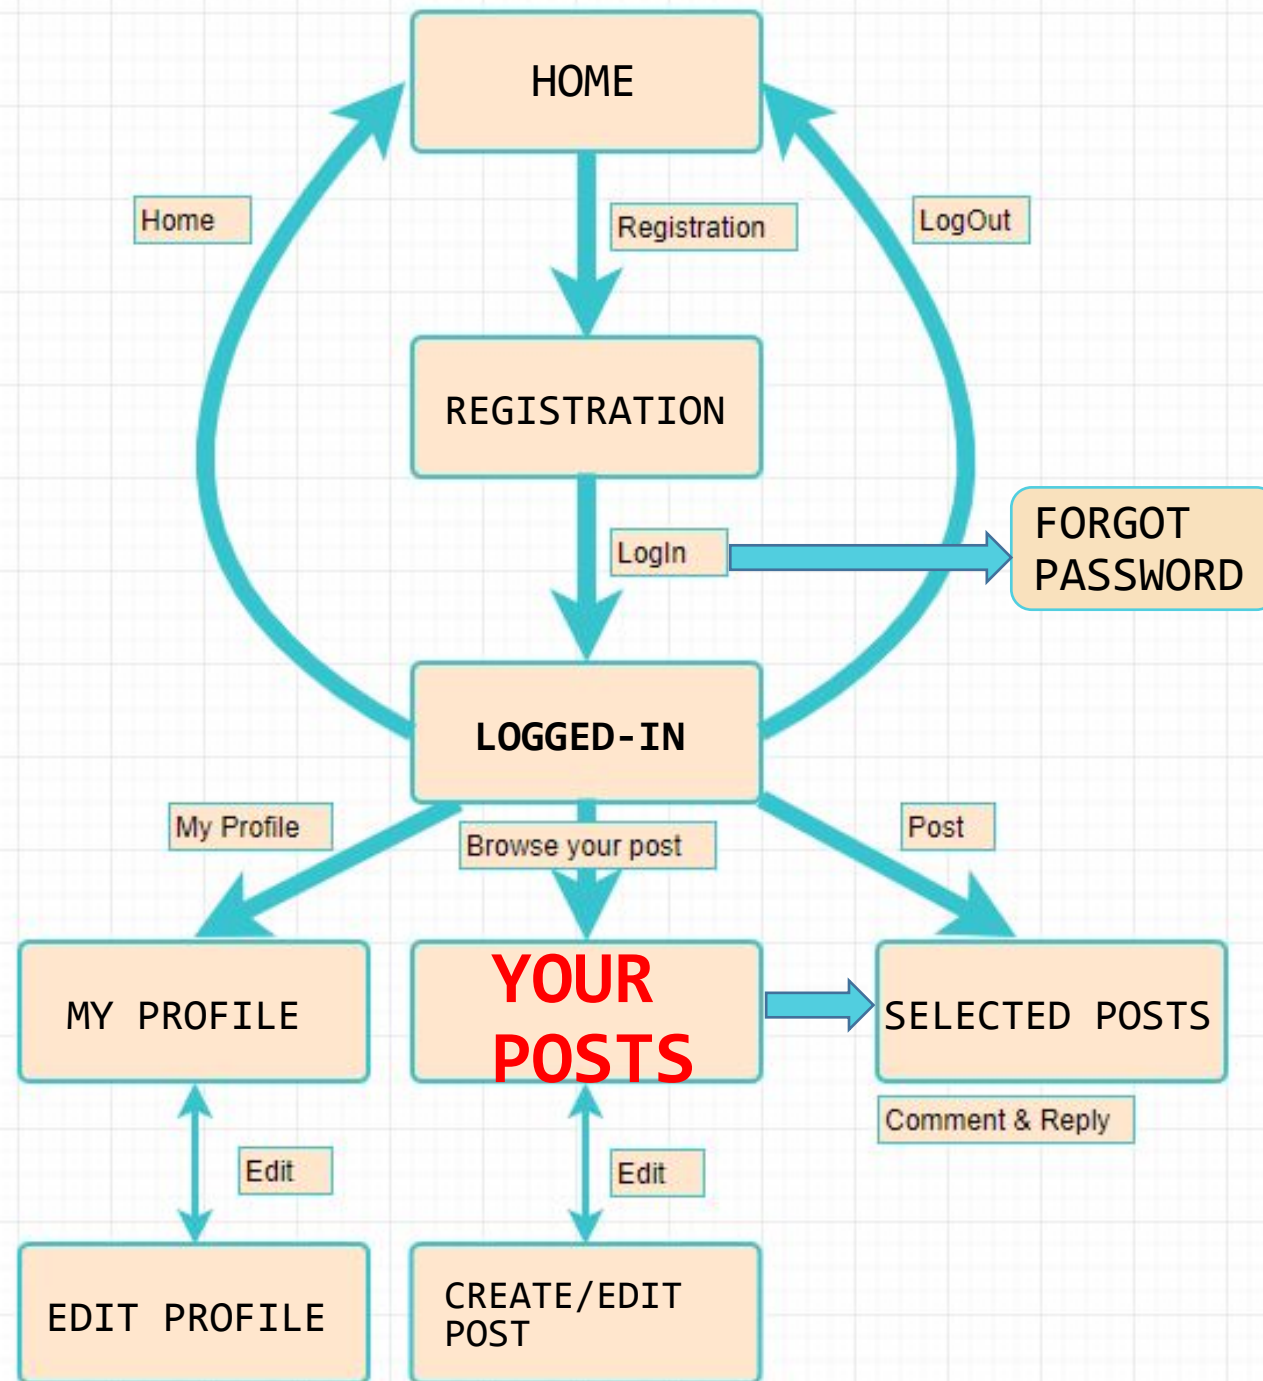 HOME
Home
Registration
LogOut
REGISTRATION
LogIn
FORGOT
PASSWORD
LOGGED-IN
My Profile
Browse your post
Post
MY PROFILE
YOUR
POSTS
SELECTED POSTS
Comment & Reply
Edit
Edit
EDIT PROFILE
CREATE/EDIT
POST